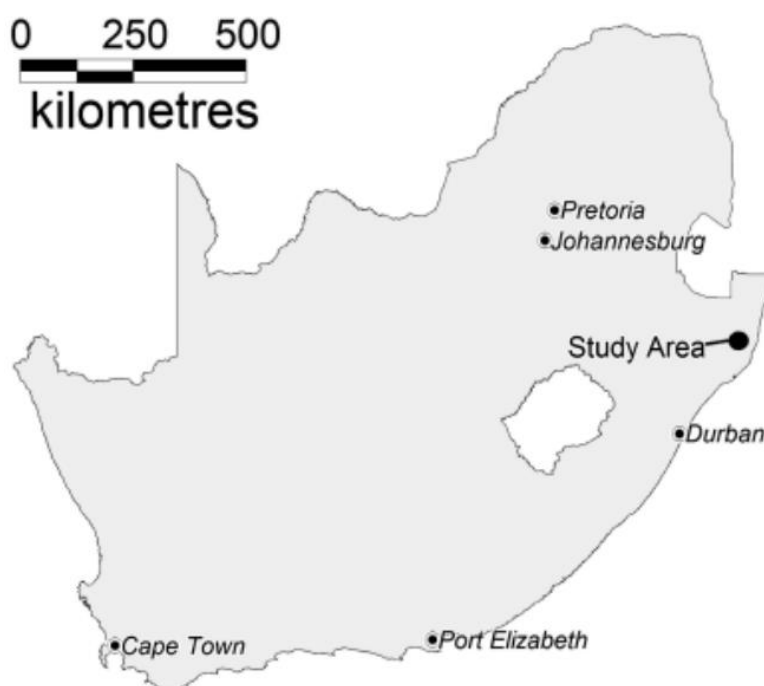 0 250 500
kilometres
Pretoria
Johannesburg
Study Area
Durban
Cape Town
Port Elizabeth